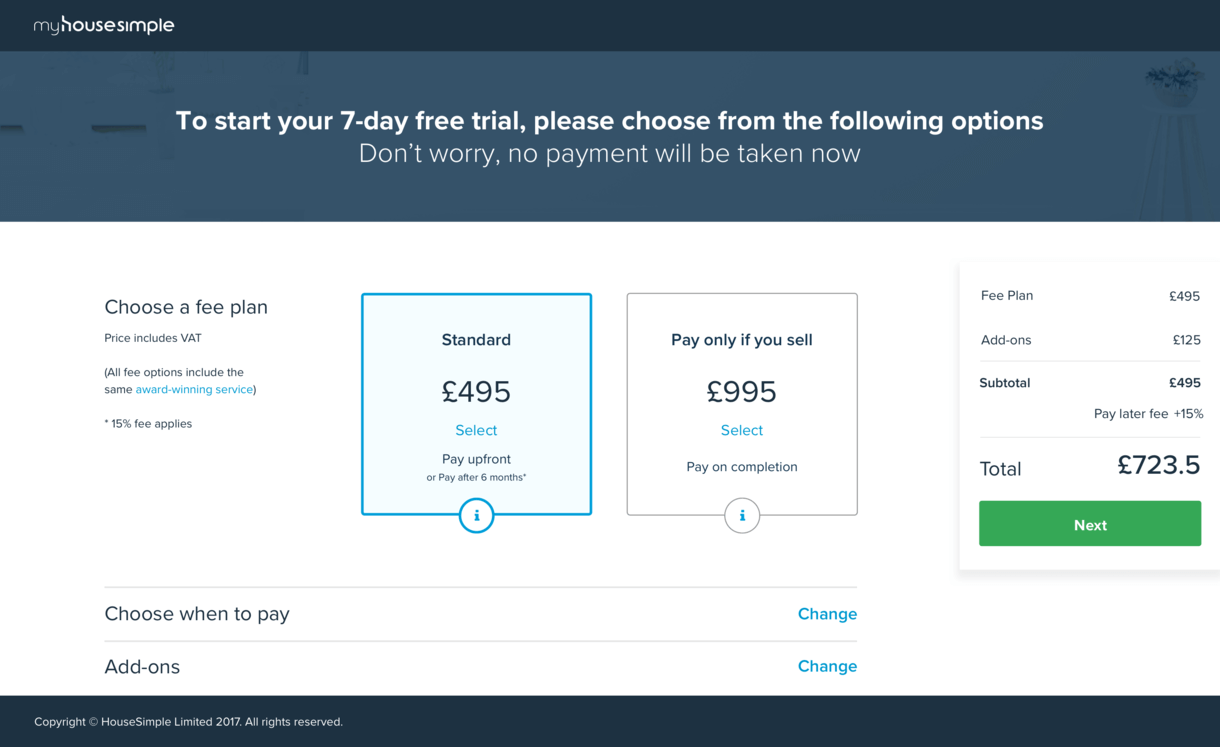 myhousesimple
To start your 7-day free trial, please choose from the following options
Don’t worry, no payment will be taken now
Choose a fee plan
Price includes VAT
(All fee options include the
same award-winning service)
* 15% fee applies
Standard
£495
Select
Pay upfront
or Pay after 6 months*
i
Pay only if you sell
£995
Select
Pay on completion
i
Fee Plan £495
Add-ons £125
Subtotal £495
Pay later fee +15%
Total £723.5
Next
Choose when to pay Change
Add-ons Change
Copyright © HouseSimple Limited 2017. All rights reserved.